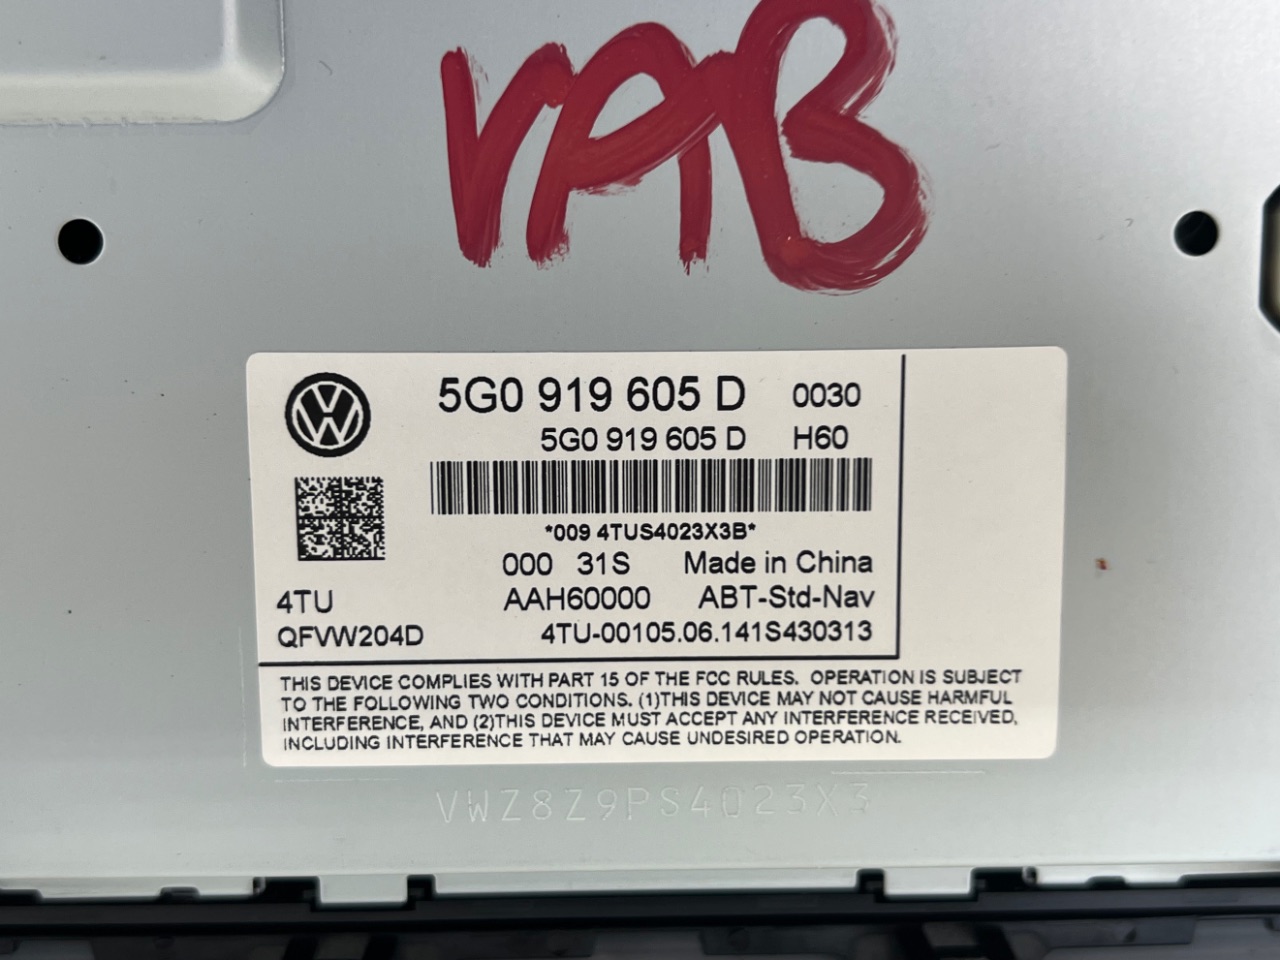 VAB
5G0 919 605 D 0030
5G0 919 605 D H60
*009 4TUS4023X3B*
000 31S Made in China
4TU AAH60000 ABT-Std-Nav
QFVW204D 4TU-00105.06.141S430313
THIS DEVICE COMPLIES WITH PART 15 OF THE FCC RULES. OPERATION IS SUBJECT
TO THE FOLLOWING TWO CONDITIONS. (1)THIS DEVICE MAY NOT CAUSE HARMFUL
INTERFERENCE, AND (2)THIS DEVICE MUST ACCEPT ANY INTERFERENCE RECEIVED,
INCLUDING INTERFERENCE THAT MAY CAUSE UNDESIRED OPERATION.
VWZ8Z9PS4023X3